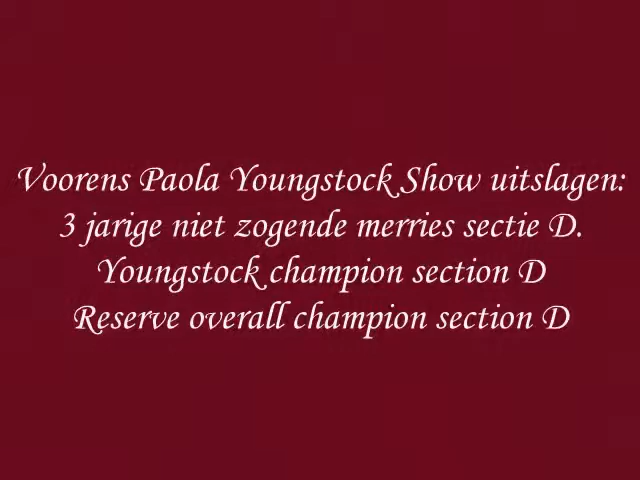 Voorens Paola Youngstock Show uitslagen:
3 jarige niet zogende merries sectie D.
Youngstock champion section D
Reserve overall champion section D